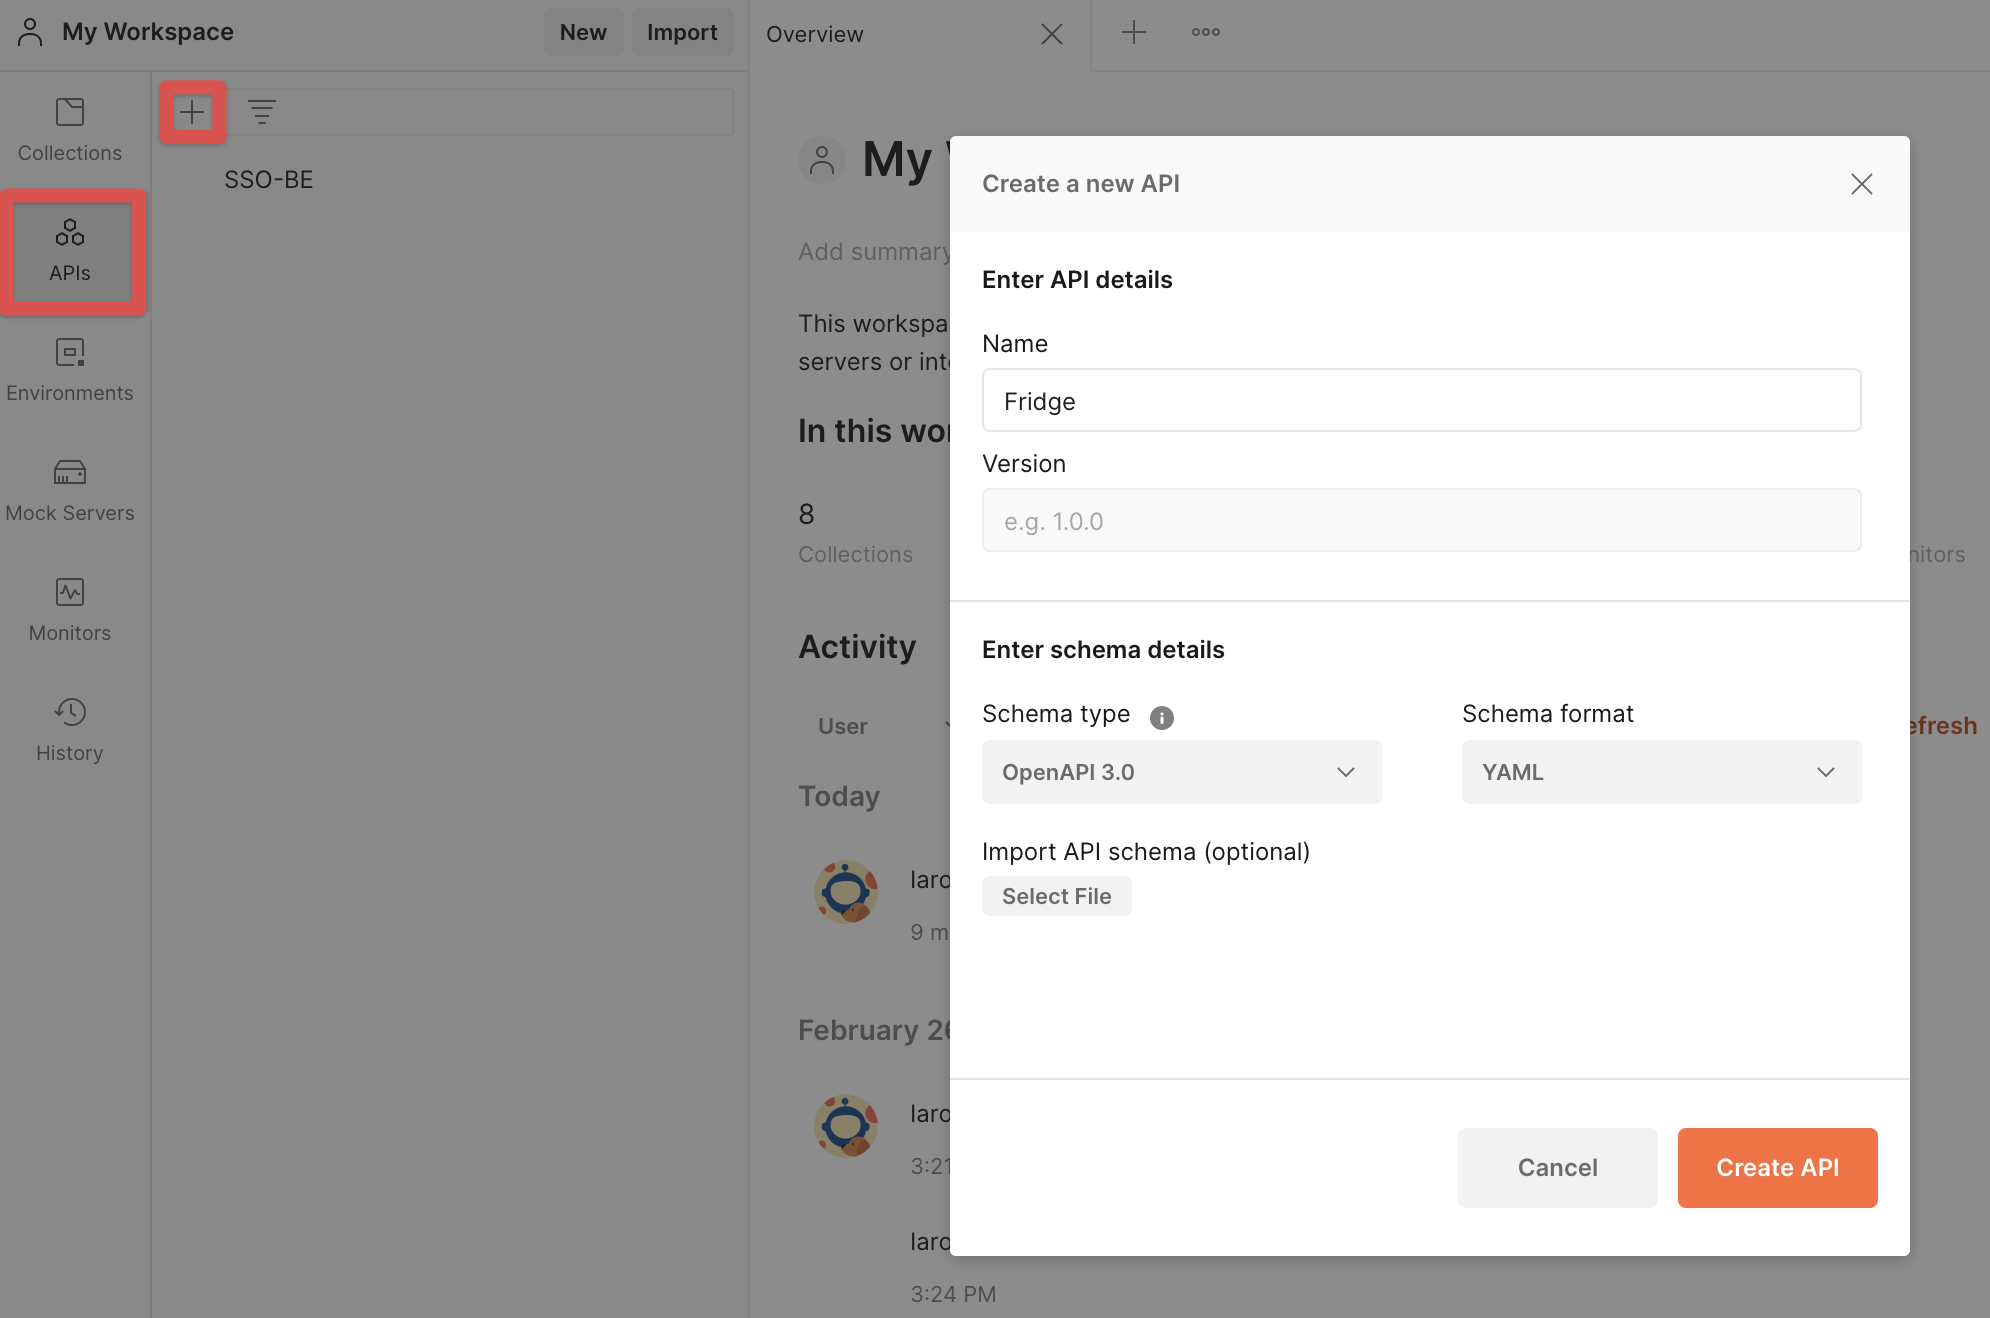 My Workspace
New
Import
Overview
Collections
APIs
Environments
Mock Servers
Monitors
History
SSO-BE
My
Add summary
This workspa
servers or int
In this wo
8
Collections
nitors
Activity
User
efresh
Today
laro
9 m
February 26
laro
3:21
laro
3:24 PM
Create a new API
Enter API details
Name
Fridge
Version
e.g. 1.0.0
Enter schema details
Schema type
Schema format
OpenAPI 3.0
YAML
Import API schema (optional)
Select File
Cancel
Create API